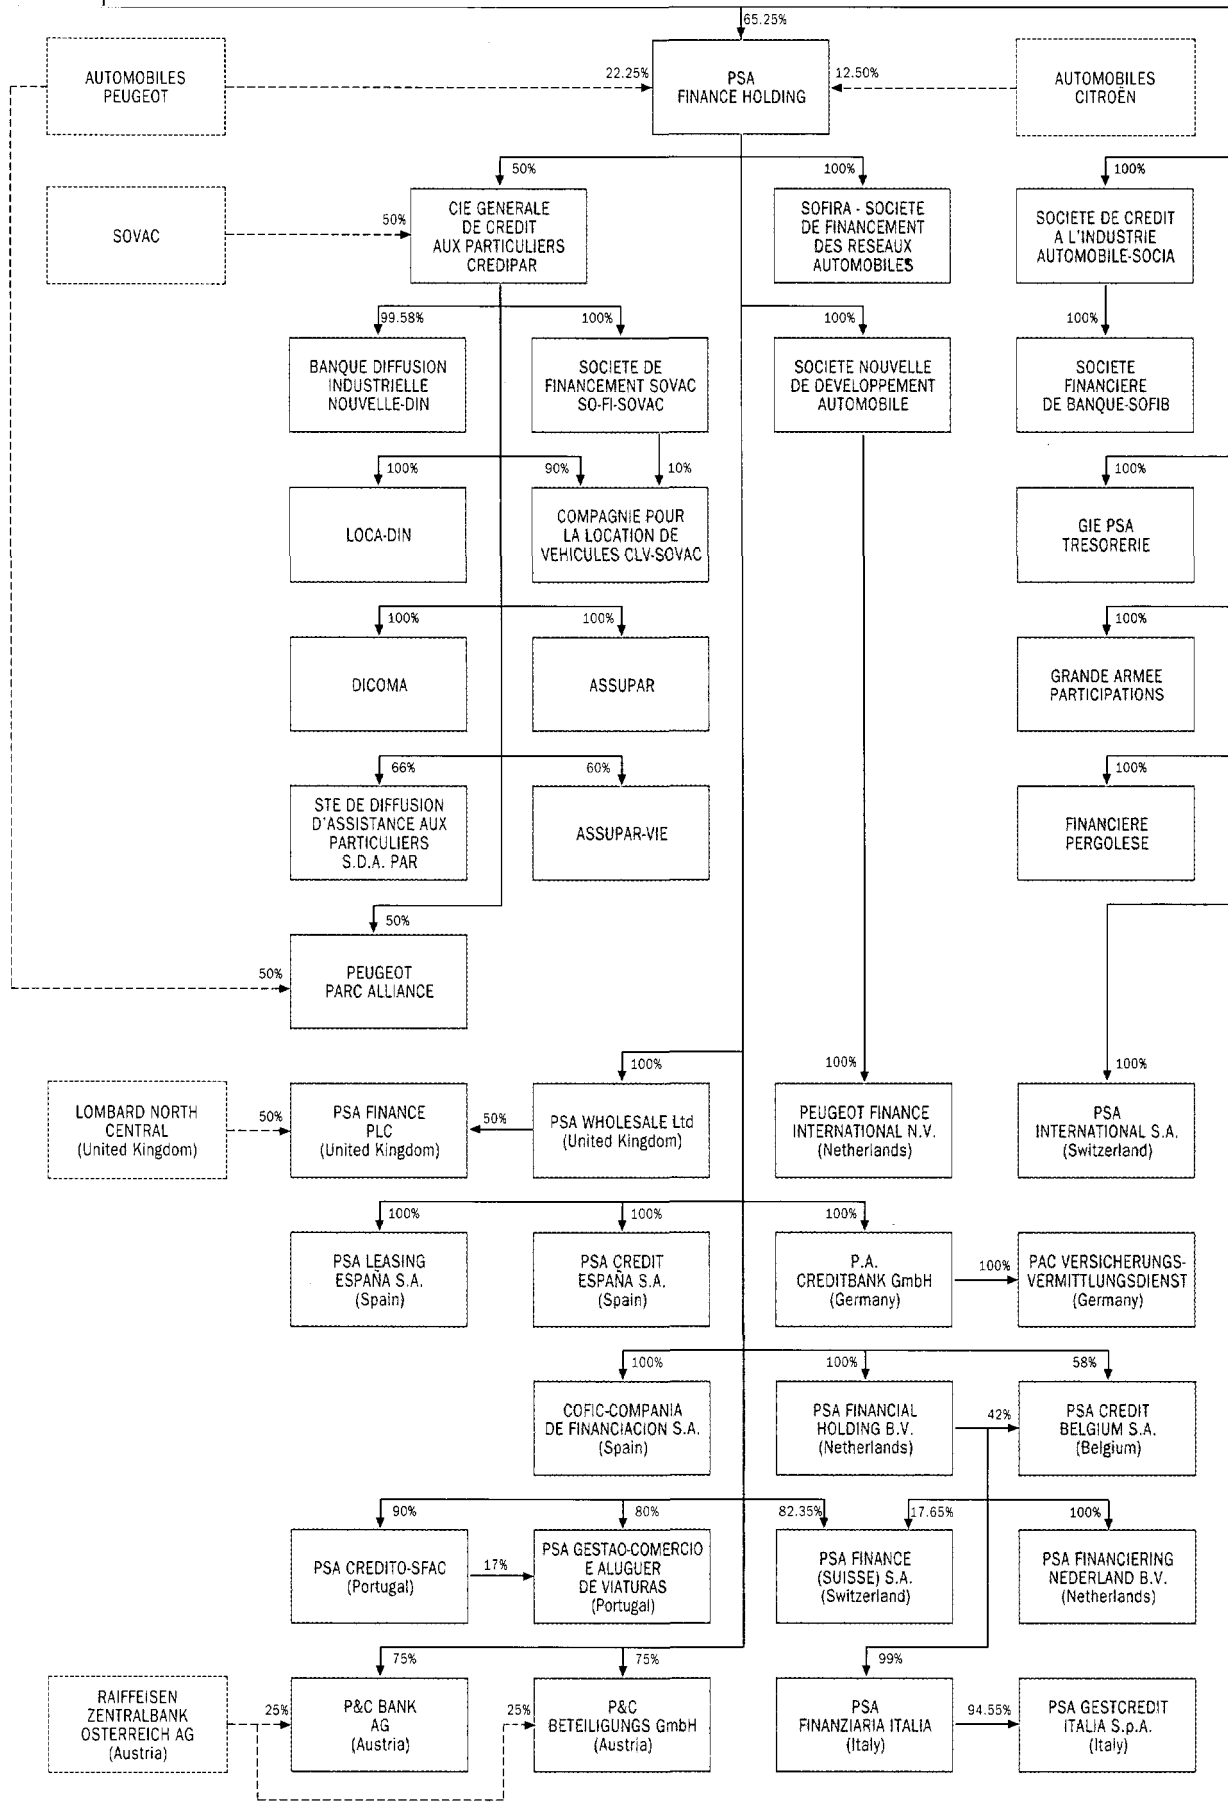 65.25%
AUTOMOBILES
PEUGEOT
22.25%
PSA
FINANCE HOLDING
12.50%
AUTOMOBILES
CITROËN
50%
100%
100%
SOVAC
50%
CIE GENERALE
DE CREDIT
AUX PARTICULIERS
CREDIPAR
SOFIRA - SOCIETE
DE FINANCEMENT
DES RESEAUX
AUTOMOBILES
SOCIETE DE CREDIT
A L'INDUSTRIE
AUTOMOBILE-SOCIA
99.58%
100%
100%
100%
BANQUE DIFFUSION
INDUSTRIELLE
NOUVELLE-DIN
SOCIETE DE
FINANCEMENT SOVAC
SO-FI-SOVAC
SOCIETE NOUVELLE
DE DEVELOPPEMENT
AUTOMOBILE
SOCIETE
FINANCIERE
DE BANQUE-SOFIB
100%
90%
10%
100%
LOCA-DIN
COMPAGNIE POUR
LA LOCATION DE
VEHICULES CLV-SOVAC
GIE PSA
TRESORERIE
100%
100%
100%
DICOMA
ASSUPAR
GRANDE ARMEE
PARTICIPATIONS
66%
60%
100%
STE DE DIFFUSION
D'ASSISTANCE AUX
PARTICULIERS
S.D.A. PAR
ASSUPAR-VIE
FINANCIERE
PERGOLESE
50%
50%
PEUGEOT
PARC ALLIANCE
100%
100%
100%
LOMBARD NORTH
CENTRAL
(United Kingdom)
50%
PSA FINANCE
PLC
(United Kingdom)
50%
PSA WHOLESALE Ltd
(United Kingdom)
PEUGEOT FINANCE
INTERNATIONAL N.V.
(Netherlands)
PSA
INTERNATIONAL S.A.
(Switzerland)
100%
100%
100%
PSA LEASING
ESPAÑA S.A.
(Spain)
PSA CREDIT
ESPAÑA S.A.
(Spain)
P.A.
CREDITBANK GmbH
(Germany)
100%
PAC VERSICHERUNGS-
VERMITTLUNGSDIENST
(Germany)
100%
100%
58%
COFIC-COMPANIA
DE FINANCIACION S.A.
(Spain)
PSA FINANCIAL
HOLDING B.V.
(Netherlands)
42%
PSA CREDIT
BELGIUM S.A.
(Belgium)
90%
80%
82.35%
17.65%
100%
PSA CREDITO-SFAC
(Portugal)
17%
PSA GESTAO-COMERCIO
E ALUGUER
DE VIATURAS
(Portugal)
PSA FINANCE
(SUISSE) S.A.
(Switzerland)
PSA FINANCIERING
NEDERLAND B.V.
(Netherlands)
75%
75%
99%
RAIFFEISEN
ZENTRALBANK
OSTERREICH AG
(Austria)
25%
P&C BANK
AG
(Austria)
25%
P&C
BETEILIGUNGS GmbH
(Austria)
PSA
FINANZIARIA ITALIA
(Italy)
94.55%
PSA GESTCREDIT
ITALIA S.p.A.
(Italy)